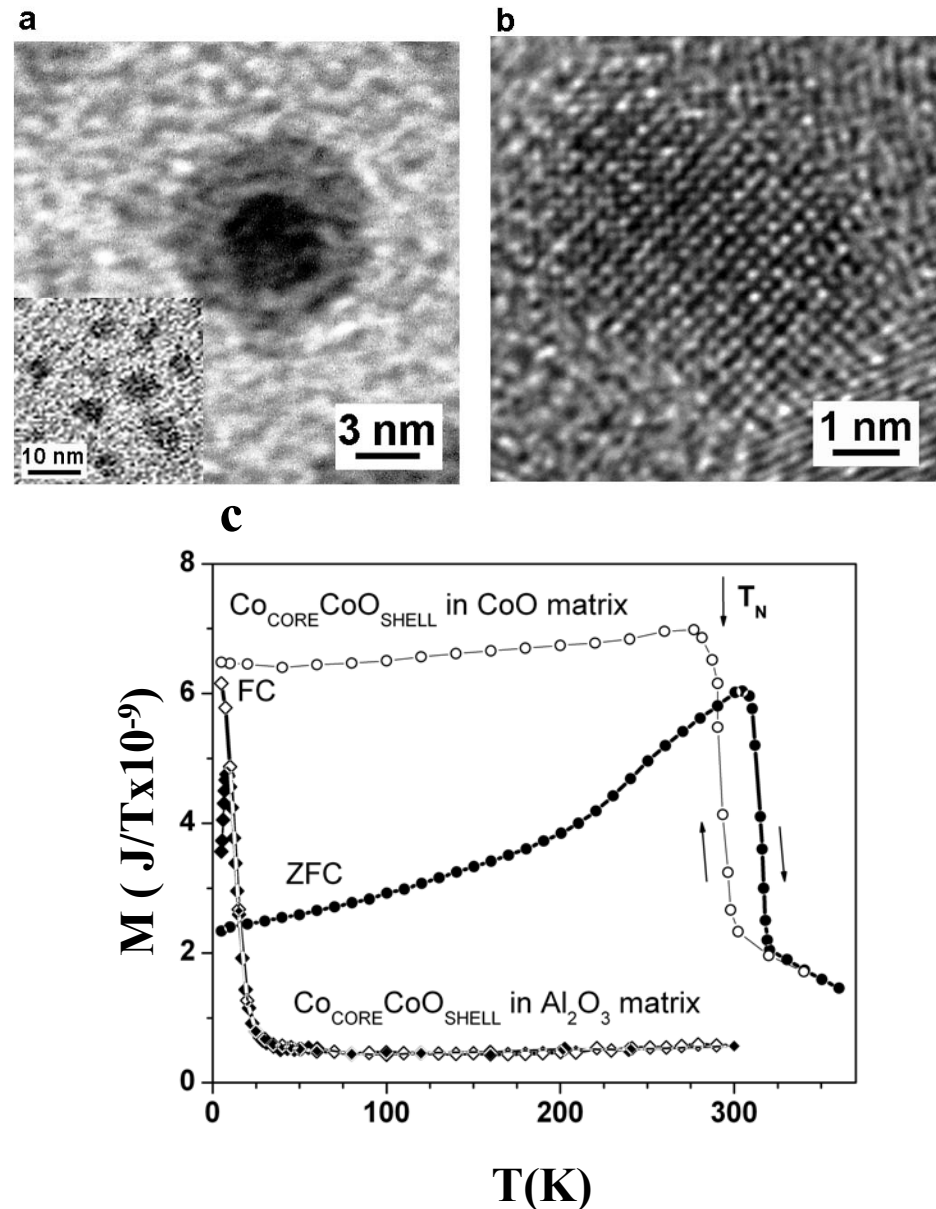 a
b
3 nm
10 nm
1 nm
c
8
Co_CORE CoO_SHELL in CoO matrix
T_N
6
FC
M ( J/Tx10^-9)
4
ZFC
2
Co_CORE CoO_SHELL in Al_2O_3 matrix
0
0 100 200 300
T(K)